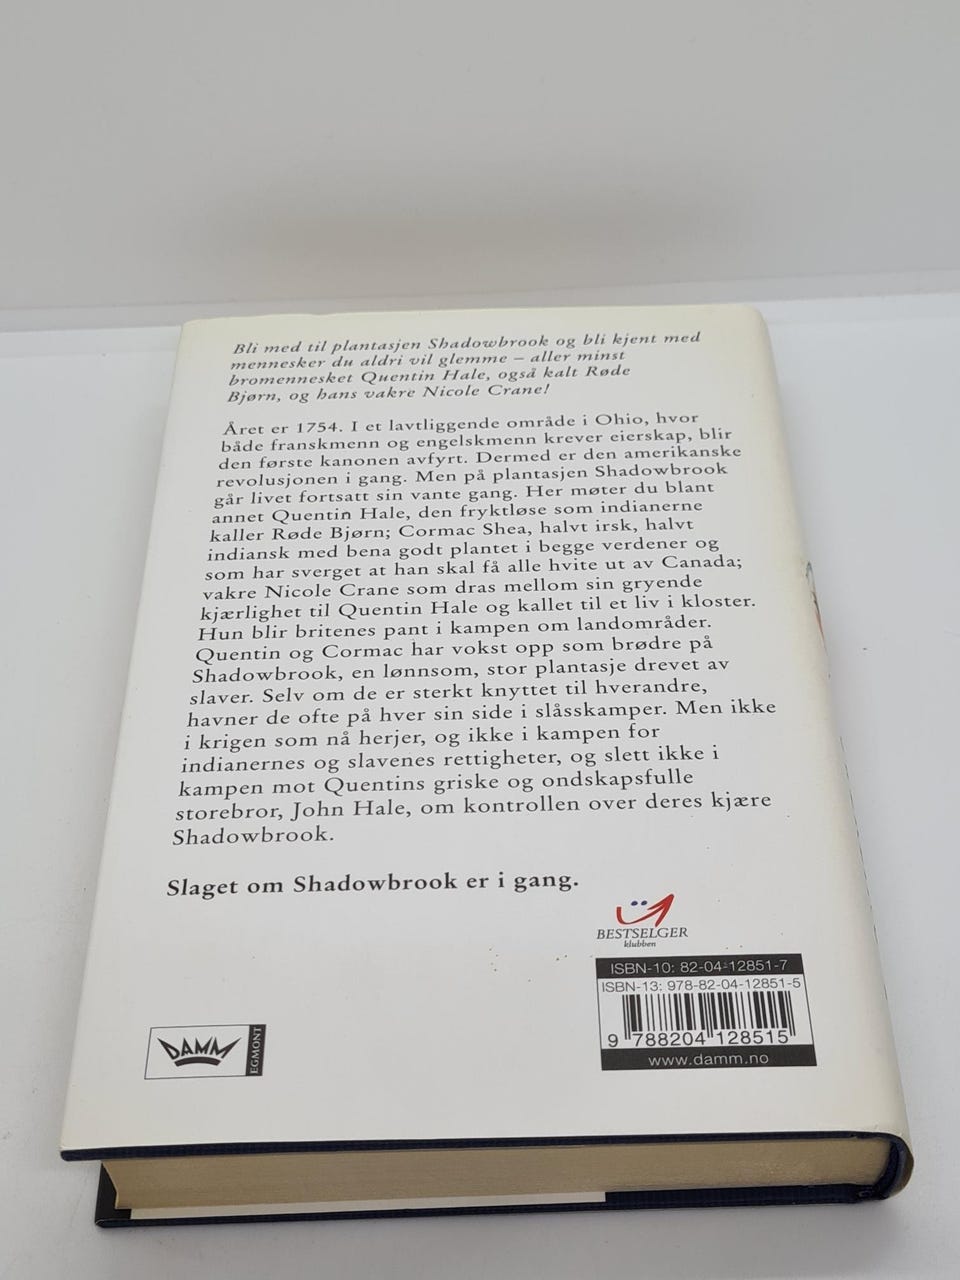 Bli med til plantasjen Shadowbrook og bli kjent med
mennesker du aldri vil glemme – aller minst
bromennesket Quentin Hale, også kalt Røde
Bjørn, og hans vakre Nicole Crane!
Året er 1754. I et lavtliggende område i Ohio, hvor
både franskmenn og engelskmenn krever eierskap, blir
den første kanonen avfyrt. Dermed er den amerikanske
revolusjonen i gang. Men på plantasjen Shadowbrook
går livet fortsatt sin vante gang. Her møter du blant
annet Quentin Hale, den fryktløse som indianerne
kaller Røde Bjørn; Cormac Shea, halvt irsk, halvt
indiansk med bena godt plantet i begge verdener og
som har sverget at han skal få alle hvite ut av Canada;
vakre Nicole Crane som dras mellom sin gryende
kjærlighet til Quentin Hale og kallet til et liv i kloster.
Hun blir britenes pant i kampen om landområder.
Quentin og Cormac har vokst opp som brødre på
Shadowbrook, en lønnsom, stor plantasje drevet av
slaver. Selv om de er sterkt knyttet til hverandre,
havner de ofte på hver sin side i slåsskamper. Men ikke
i krigen som nå herjer, og ikke i kampen for
indianernes og slavenes rettigheter, og slett ikke i
kampen mot Quentins griske og ondskapsfulle
storebror, John Hale, om kontrollen over deres kjære
Shadowbrook.
Slaget om Shadowbrook er i gang.
BESTSELGER
klubben
ISBN-10: 82-04-12851-7
ISBN-13: 978-82-04-12851-5
9 788204 128515
www.damm.no
DAMM
EGMONT